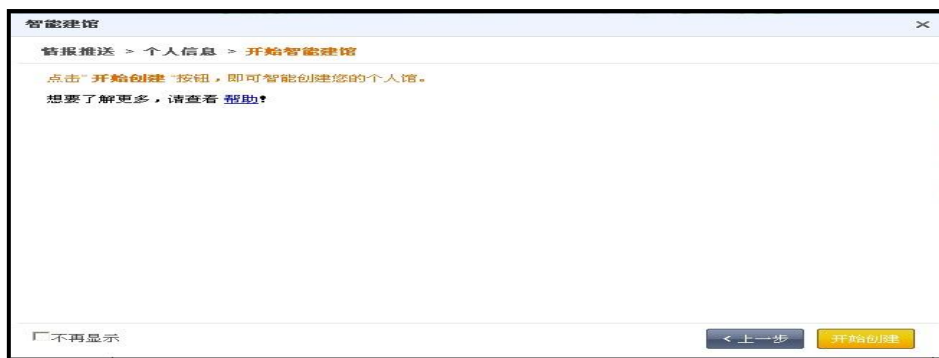 智能建馆 ×
情报推送 > 个人信息 > 开始智能建馆
点击"开始创建"按钮，即可智能创建您的个人馆。
想要了解更多，请查看 帮助！
不再显示 < 上一步 开始创建